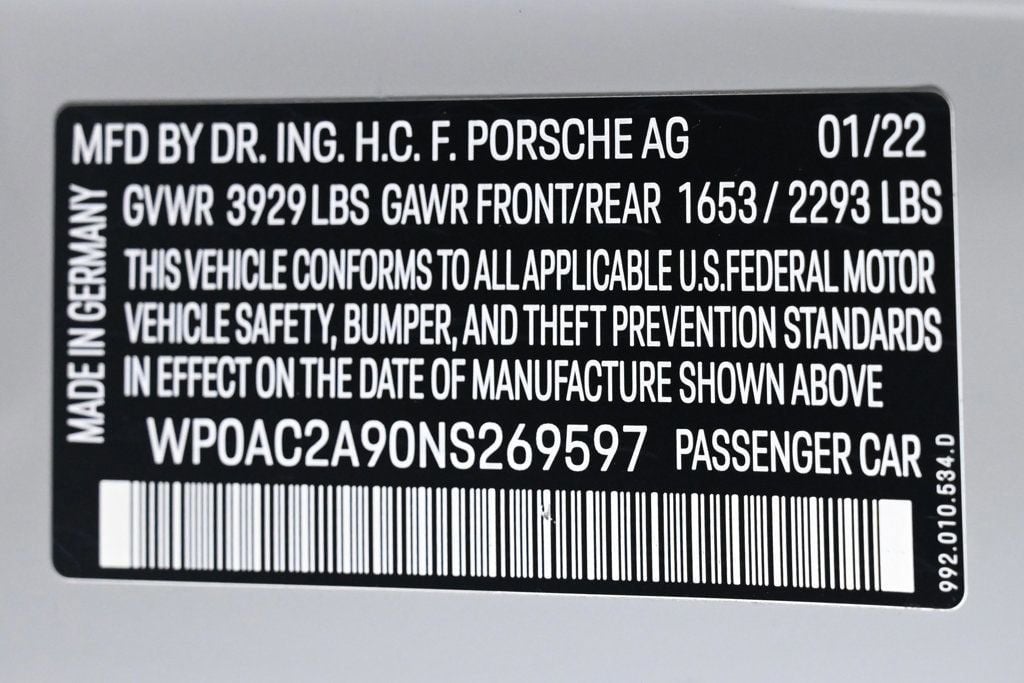 MFD BY DR. ING. H.C. F. PORSCHE AG 01/22
GVWR 3929 LBS GAWR FRONT/REAR 1653 / 2293 LBS
THIS VEHICLE CONFORMS TO ALL APPLICABLE U.S.FEDERAL MOTOR
VEHICLE SAFETY, BUMPER, AND THEFT PREVENTION STANDARDS
IN EFFECT ON THE DATE OF MANUFACTURE SHOWN ABOVE
WP0AC2A90NS269597 PASSENGER CAR
MADE IN GERMANY
992.010.534.D